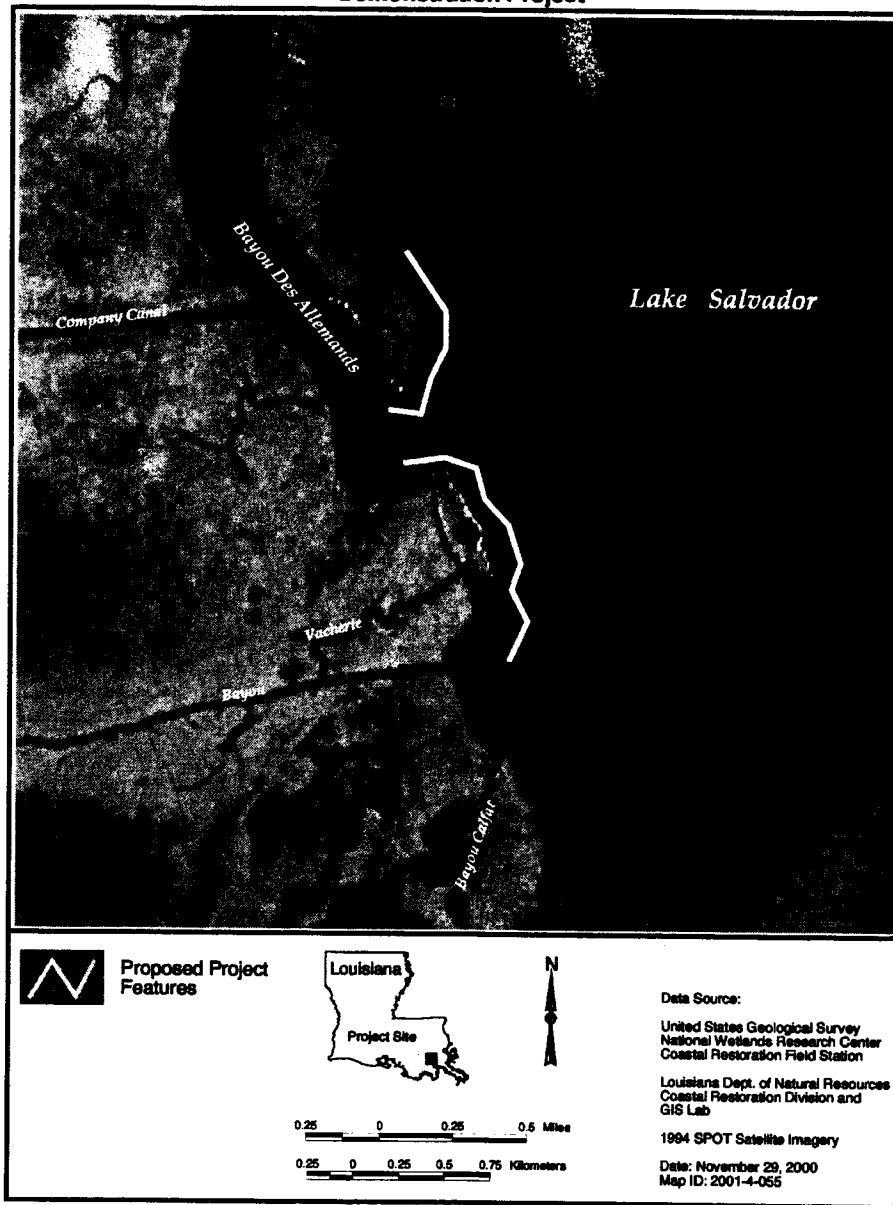 Demonstration Project
Bayou Des Allemands
Company Canal
Lake Salvador
Vacherie
Bayou
Bayou Calfat
Proposed Project
Features
Louisiana
Project Site
N
Data Source:
United States Geological Survey
National Wetlands Research Center
Coastal Restoration Field Station
Louisiana Dept. of Natural Resources
Coastal Restoration Division and
GIS Lab
1994 SPOT Satellite Imagery
Date: November 29, 2000
Map ID: 2001-4-055
0.25 0 0.25 0.5 Miles
0.25 0 0.25 0.5 0.75 Kilometers